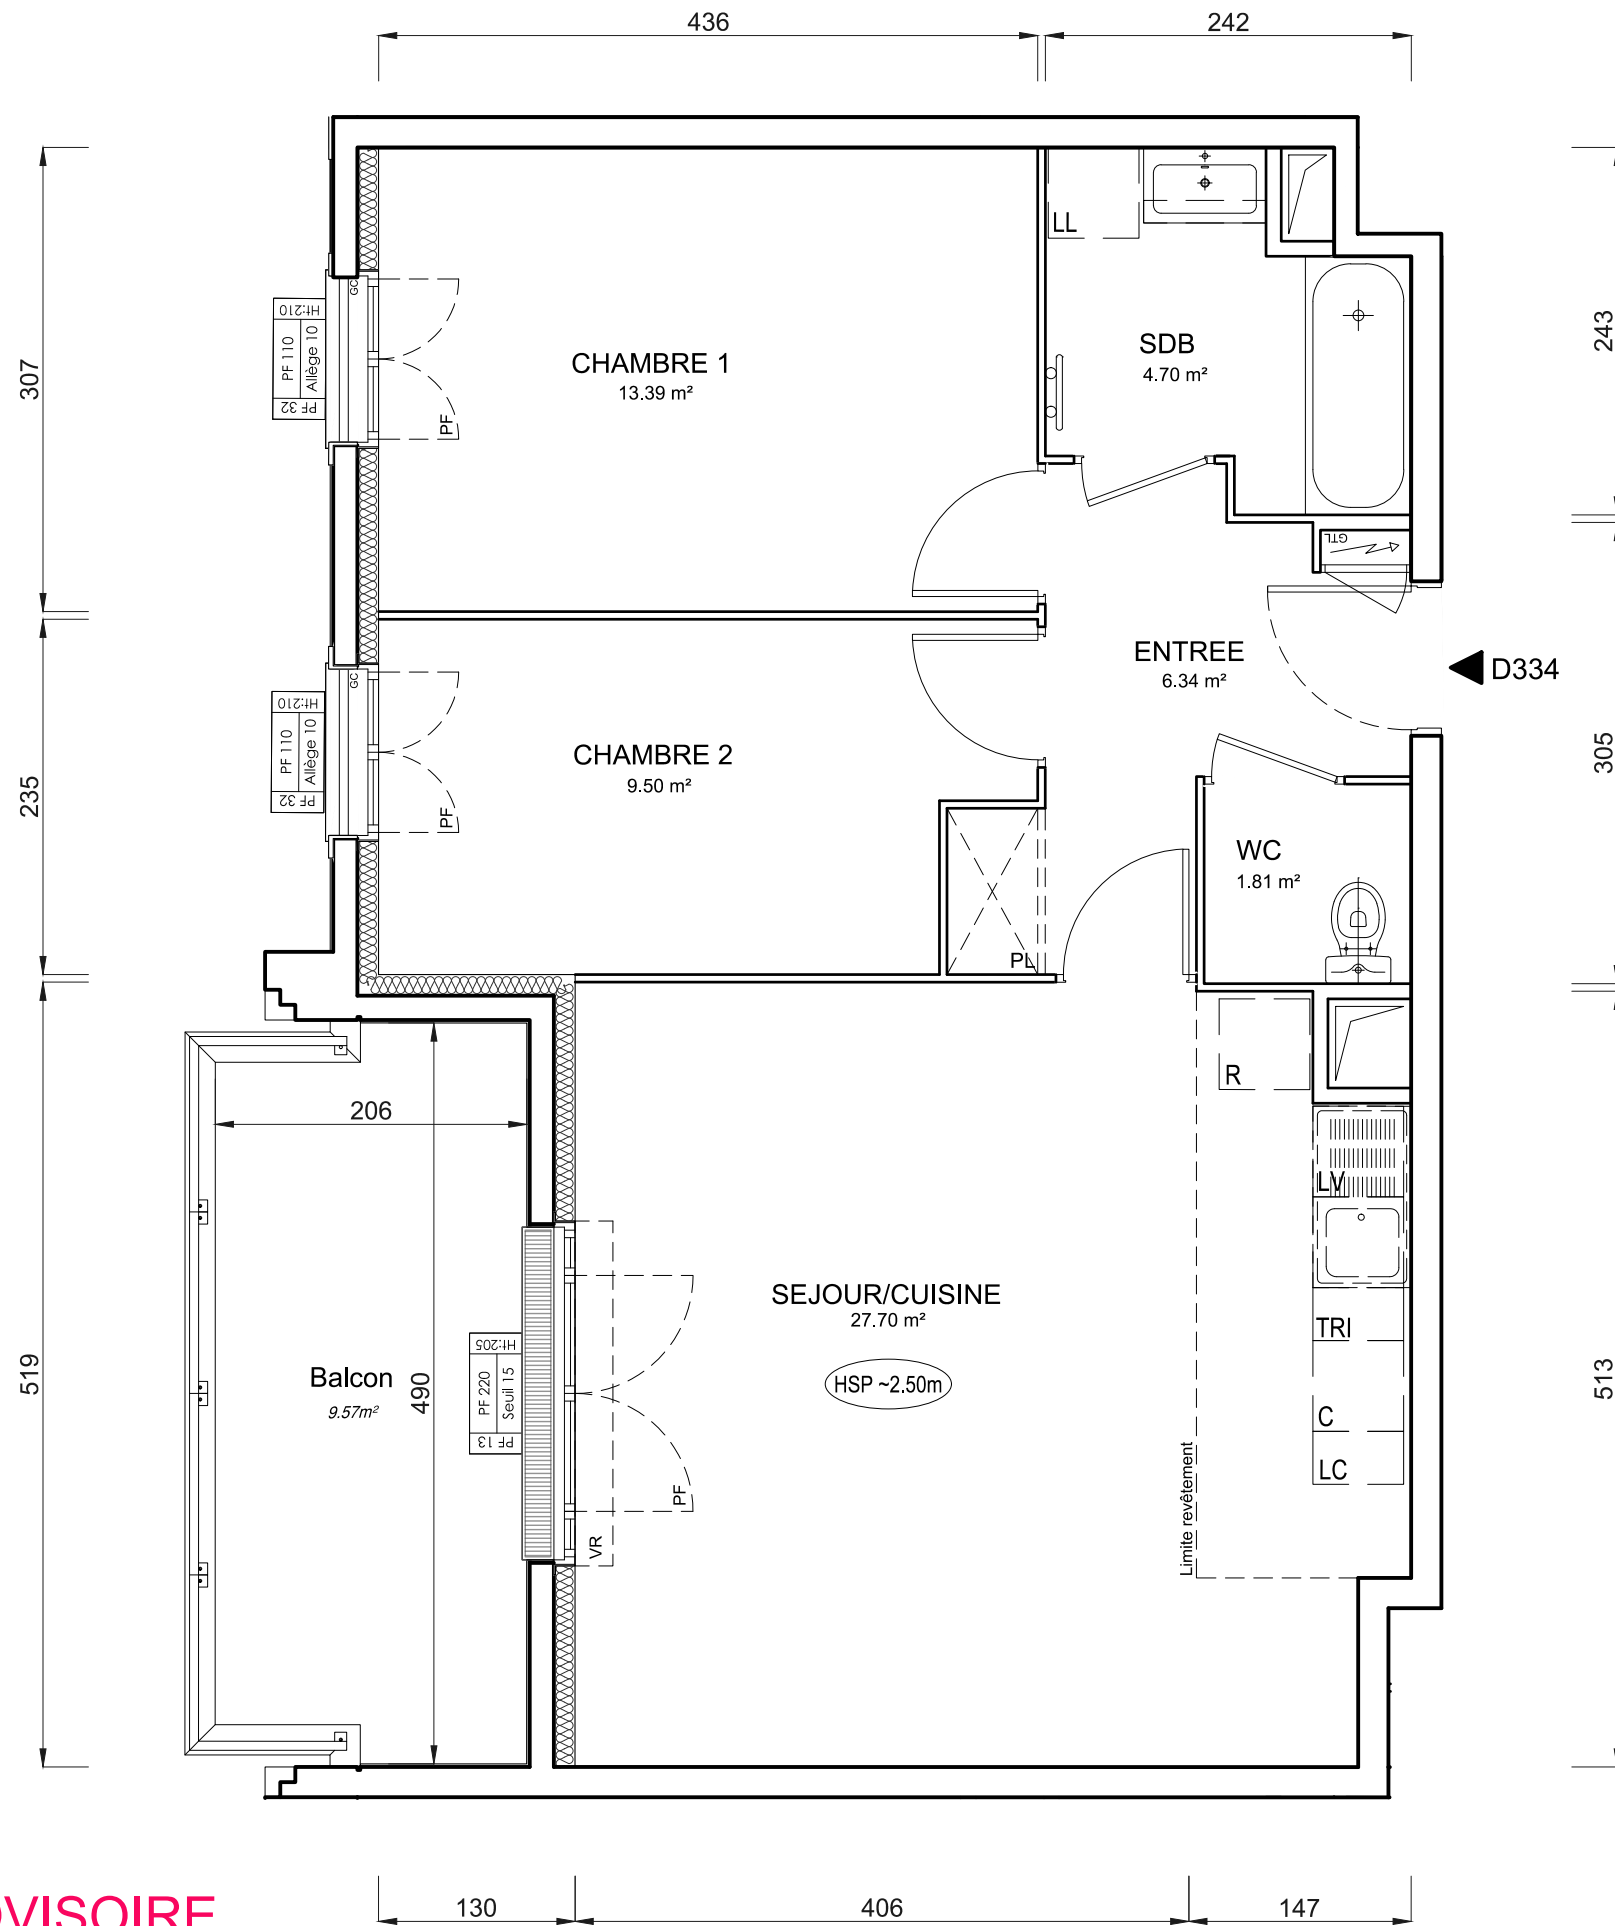 436
242
307
235
519
243
305
513
Ht:210
PF 110
Allège 10
PF 32
GC
PF
CHAMBRE 1
13.39 m²
LL
SDB
4.70 m²
GTL
ENTREE
6.34 m²
D334
Ht:210
PF 110
Allège 10
PF 32
GC
PF
CHAMBRE 2
9.50 m²
PL
WC
1.81 m²
206
490
Balcon
9.57m²
Ht:205
PF 220
Seuil 15
PF 13
VR
PF
SEJOUR/CUISINE
27.70 m²
HSP ~2.50m
Limite revêtement
R
LV
TRI
C
LC
OVISOIRE
130
406
147